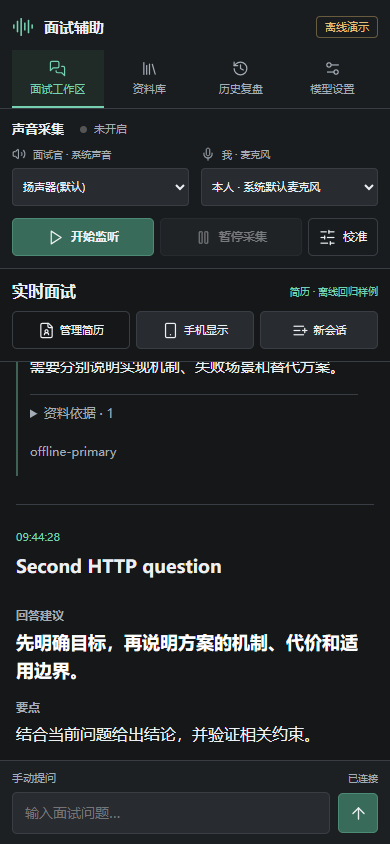 面试辅助
离线演示
面试工作区
资料库
历史复盘
模型设置
声音采集
未开启
面试官 · 系统声音
我 · 麦克风
扬声器(默认)
本人 · 系统默认麦克风
开始监听
暂停采集
校准
实时面试
简历 · 离线回归样例
管理简历
手机显示
新会话
需要分别说明实现机制、失败场景和替代方案。
资料依据 · 1
offline-primary
09:44:28
Second HTTP question
回答建议
先明确目标，再说明方案的机制、代价和适
用边界。
要点
结合当前问题给出结论，并验证相关约束。
手动提问
已连接
输入面试问题...